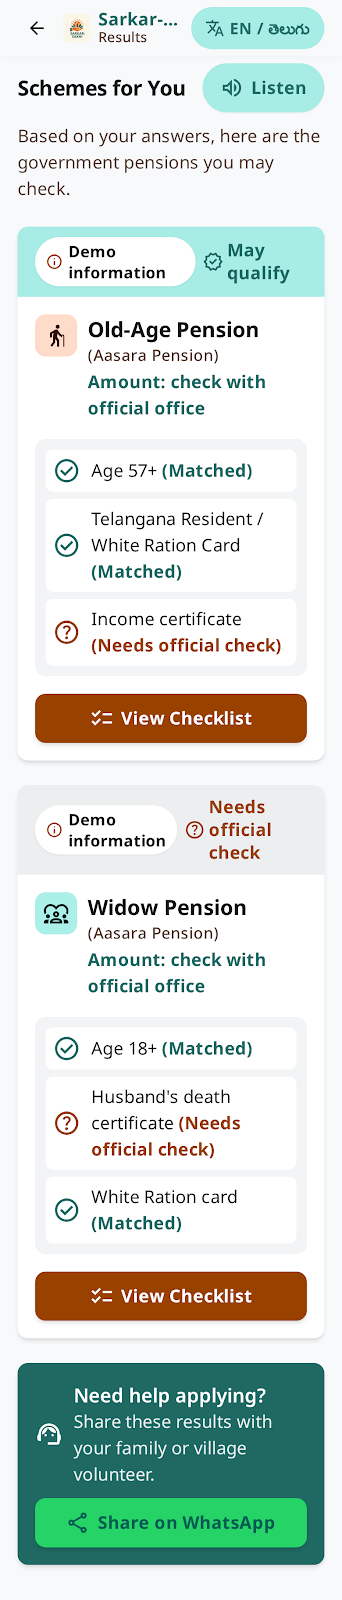 Sarkar-...
Results
EN / తెలుగు
Schemes for You
Listen
Based on your answers, here are the
government pensions you may
check.
Demo
information
May
qualify
Old-Age Pension
(Aasara Pension)
Amount: check with
official office
Age 57+ (Matched)
Telangana Resident /
White Ration Card
(Matched)
Income certificate
(Needs official check)
View Checklist
Demo
information
Needs
official
check
Widow Pension
(Aasara Pension)
Amount: check with
official office
Age 18+ (Matched)
Husband's death
certificate (Needs
official check)
White Ration card
(Matched)
View Checklist
Need help applying?
Share these results with
your family or village
volunteer.
Share on WhatsApp